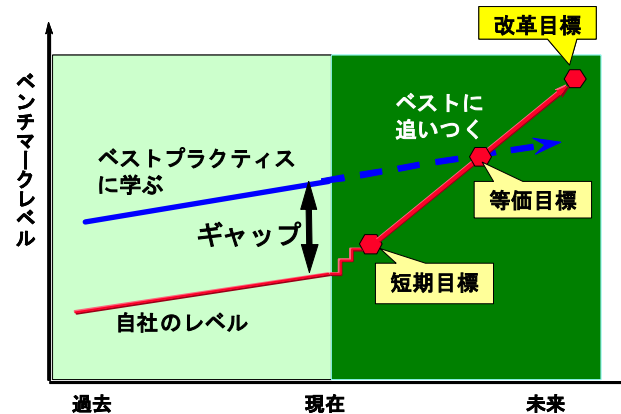 改革目標
ベストに
追いつく
ベストプラクティス
に学ぶ
等価目標
ギャップ
短期目標
自社のレベル
ベンチマークレベル
過去
現在
未来